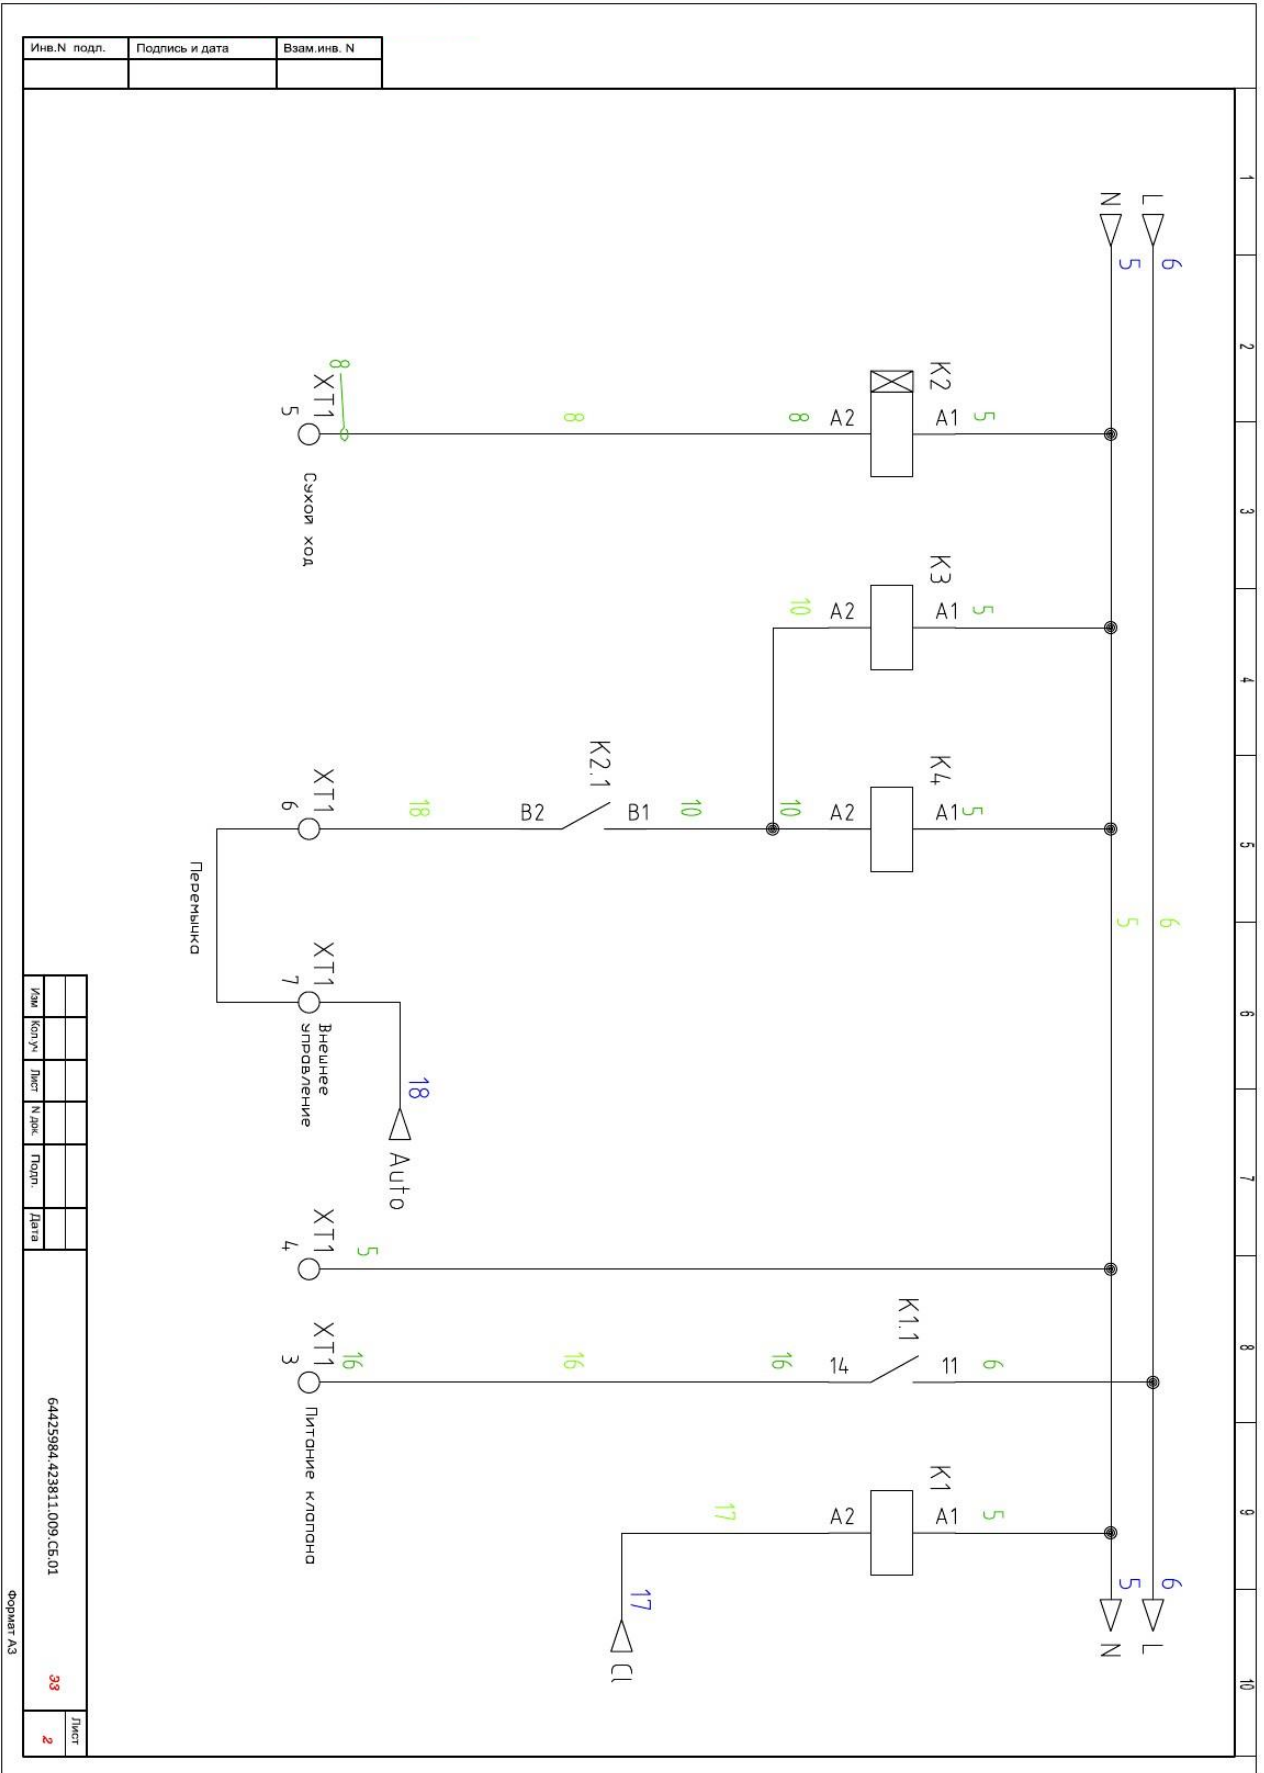 Инв.N подл.
Подпись и дата
Взам.инв. N
1
2
3
4
5
6
7
8
9
10
L
6
N
5
6
5
6
L
5
N
K2
A1
5
A2
8
8
8
XT1
5
Сухой ход
K3
A1
5
A2
10
K4
A1
5
A2
10
10
K2.1
B1
B2
18
XT1
6
Перемычка
XT1
7
Внешнее
управление
18
Auto
XT1
4
5
K1.1
11
6
14
16
16
16
XT1
3
Питание клапана
K1
A1
5
A2
17
17
Cl
Изм
Кол.уч
Лист
N док.
Подп.
Дата
64425984.423811.009.СБ.01
ЭЗ
Лист
2
Формат А3